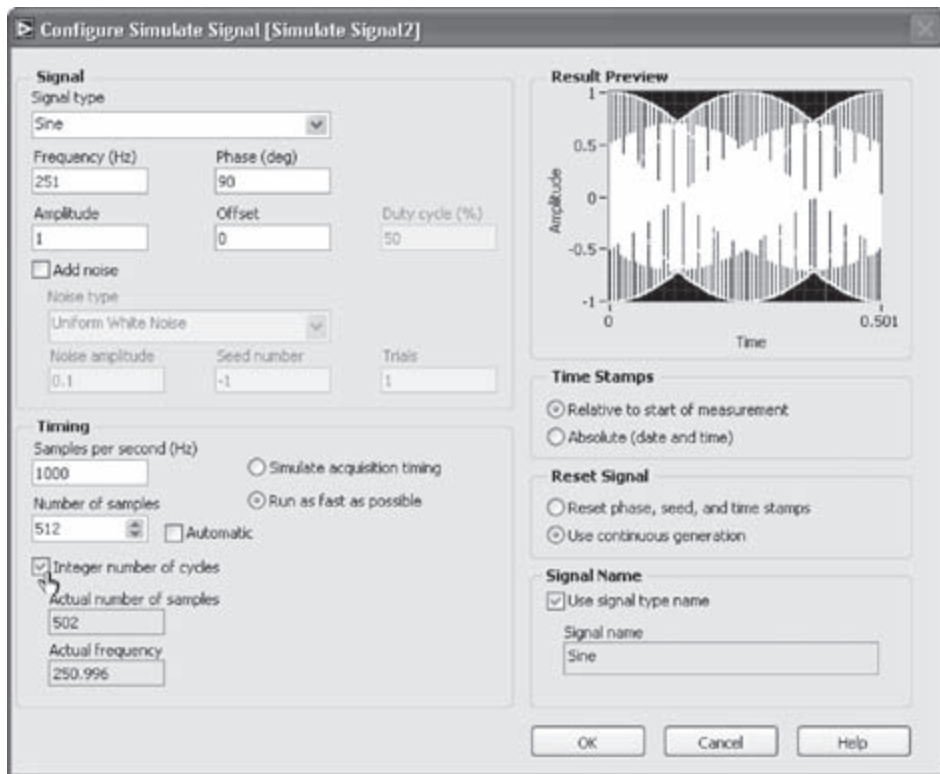 Configure Simulate Signal [Simulate Signal2]
Signal
Signal type
Sine
Frequency (Hz)
Phase (deg)
251
90
Amplitude
Offset
Duty cycle (%)
1
0
50
Add noise
Noise type
Uniform White Noise
Noise amplitude
Seed number
Trials
0.1
-1
1
Timing
Samples per second (Hz)
1000
Simulate acquisition timing
Run as fast as possible
Number of samples
512
Automatic
Integer number of cycles
Actual number of samples
502
Actual frequency
250.996
Result Preview
Amplitude
1
0.5
0
-0.5
-1
0
0.501
Time
Time Stamps
Relative to start of measurement
Absolute (date and time)
Reset Signal
Reset phase, seed, and time stamps
Use continuous generation
Signal Name
Use signal type name
Signal name
Sine
OK
Cancel
Help